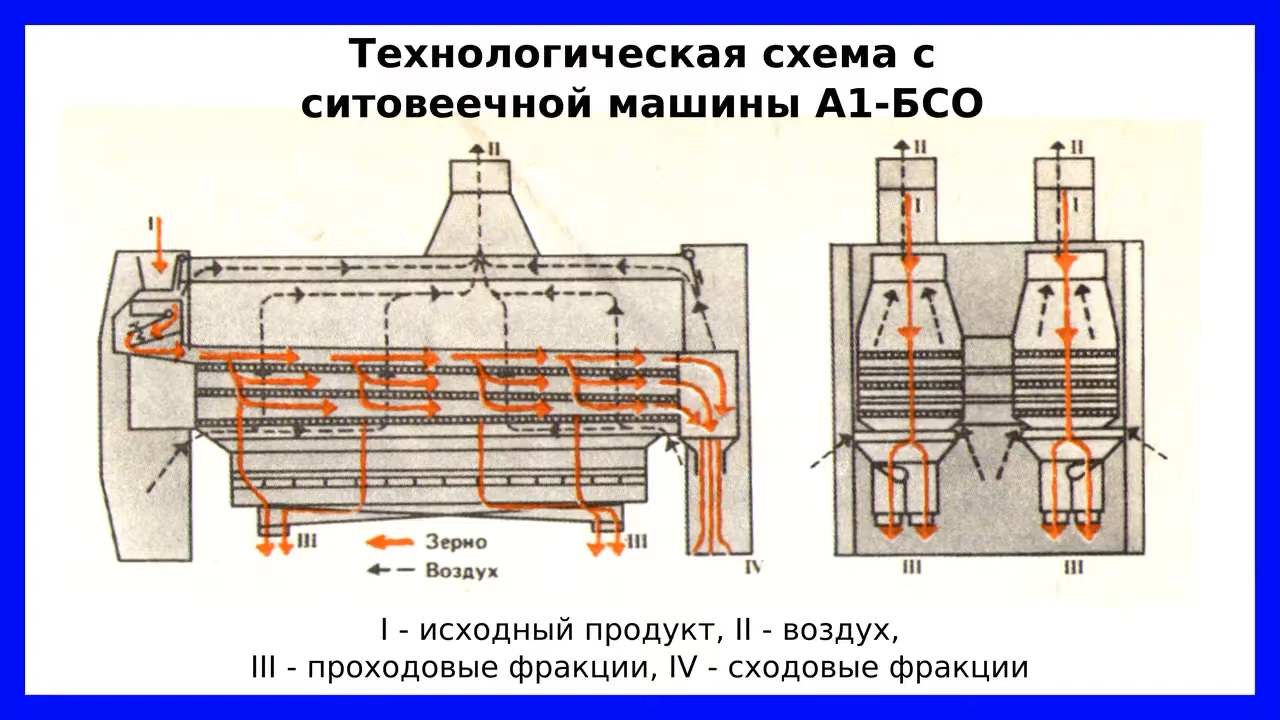 Технологическая схема с
ситовеечной машины А1-БСО
II
II
II
I
I
I
III
Зерно
III
Воздух
IV
III
III
I - исходный продукт, II - воздух,
III - проходовые фракции, IV - сходовые фракции